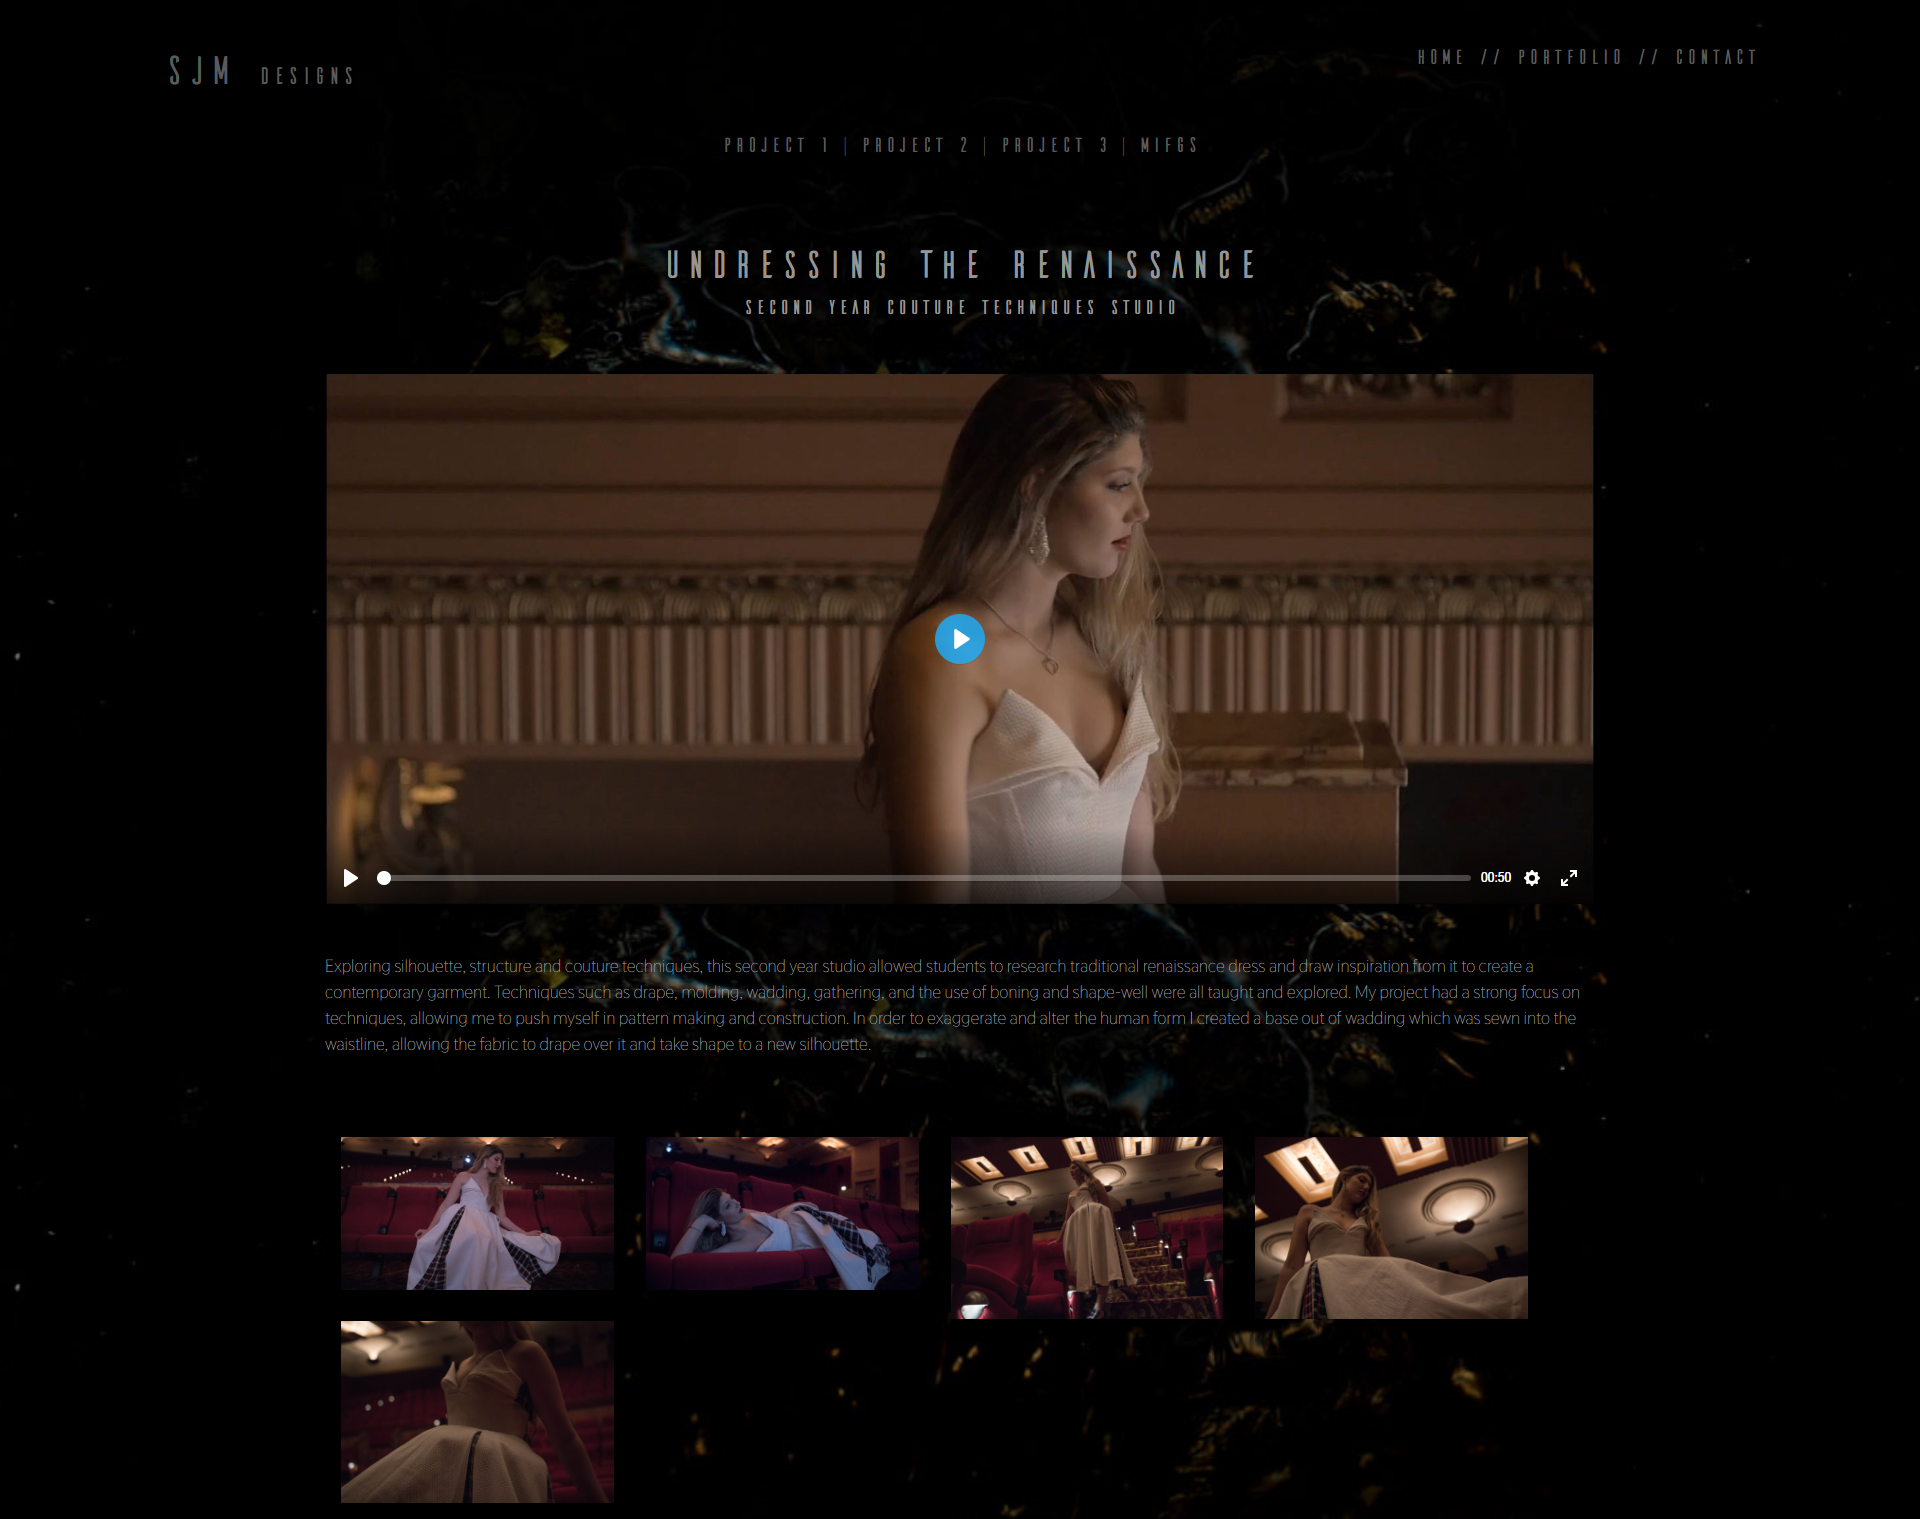 SJM DESIGNS
HOME // PORTFOLIO // CONTACT
PROJECT 1 | PROJECT 2 | PROJECT 3 | MIFGS
UNDRESSING THE RENAISSANCE
SECOND YEAR COUTURE TECHNIQUES STUDIO
00:50
Exploring silhouette, structure and couture techniques, this second year studio allowed students to research traditional renaissance dress and draw inspiration from it to create a
contemporary garment. Techniques such as drape, molding, wadding, gathering, and the use of boning and shape-well were all taught and explored. My project had a strong focus on
techniques, allowing me to push myself in pattern making and construction. In order to exaggerate and alter the human form I created a base out of wadding which was sewn into the
waistline, allowing the fabric to drape over it and take shape to a new silhouette.